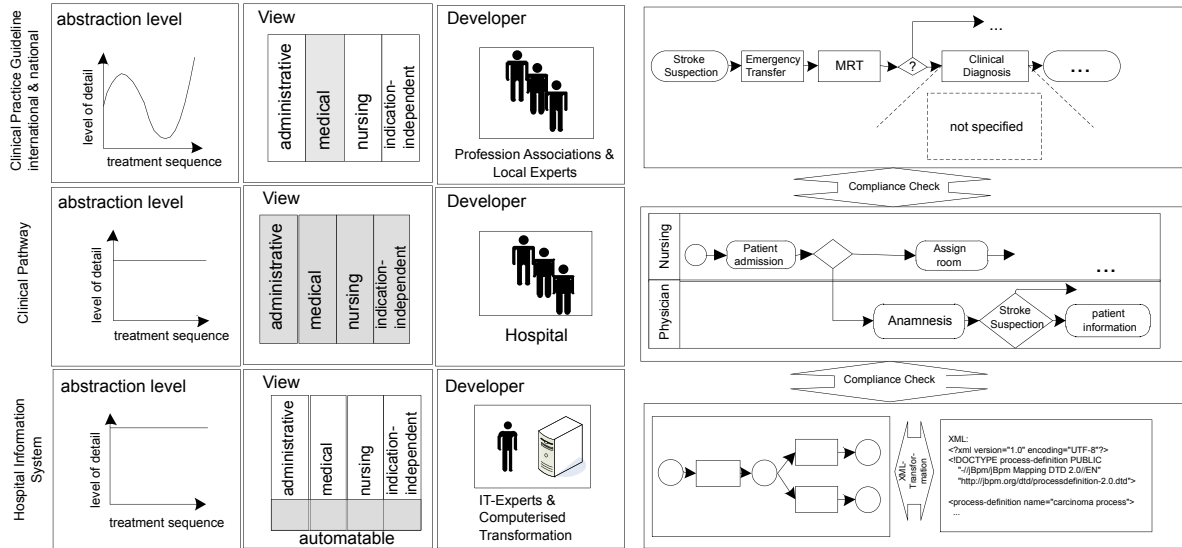 Clinical Practice Guideline
international & national
abstraction level
level of detail
treatment sequence
View
administrative
medical
nursing
indication-
independent
Developer
Profession Associations &
Local Experts
Stroke
Suspection
Emergency
Transfer
MRT
?
...
Clinical
Diagnosis
...
not specified
Compliance Check
Clinical Pathway
abstraction level
level of detail
treatment sequence
View
administrative
medical
nursing
indication-
independent
Developer
Hospital
Nursing
Patient
admission
Assign
room
...
Physician
Anamnesis
Stroke
Suspection
patient
information
Compliance Check
Hospital Information
System
abstraction level
level of detail
treatment sequence
View
administrative
medical
nursing
indication-
independent
automatable
Developer
IT-Experts &
Computerised
Transformation
XML-
Transfor-
mation
XML:
<?xml version="1.0" encoding="UTF-8"?>
<!DOCTYPE process-definition PUBLIC
"-//jBpm/jBpm Mapping DTD 2.0//EN"
"http://jbpm.org/dtd/processdefinition-2.0.dtd">
<process-definition name="carcinoma process">
...